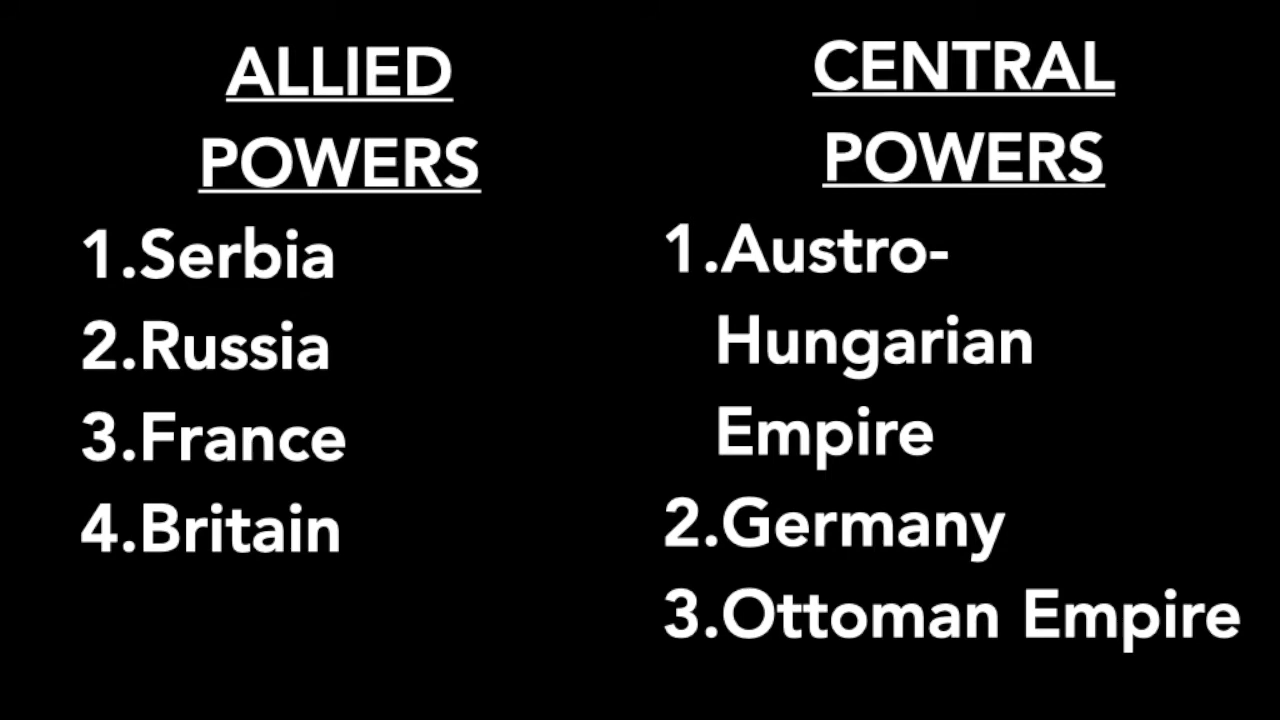 ALLIED
POWERS
1.Serbia
2.Russia
3.France
4.Britain
CENTRAL
POWERS
1.Austro-
Hungarian
Empire
2.Germany
3.Ottoman Empire